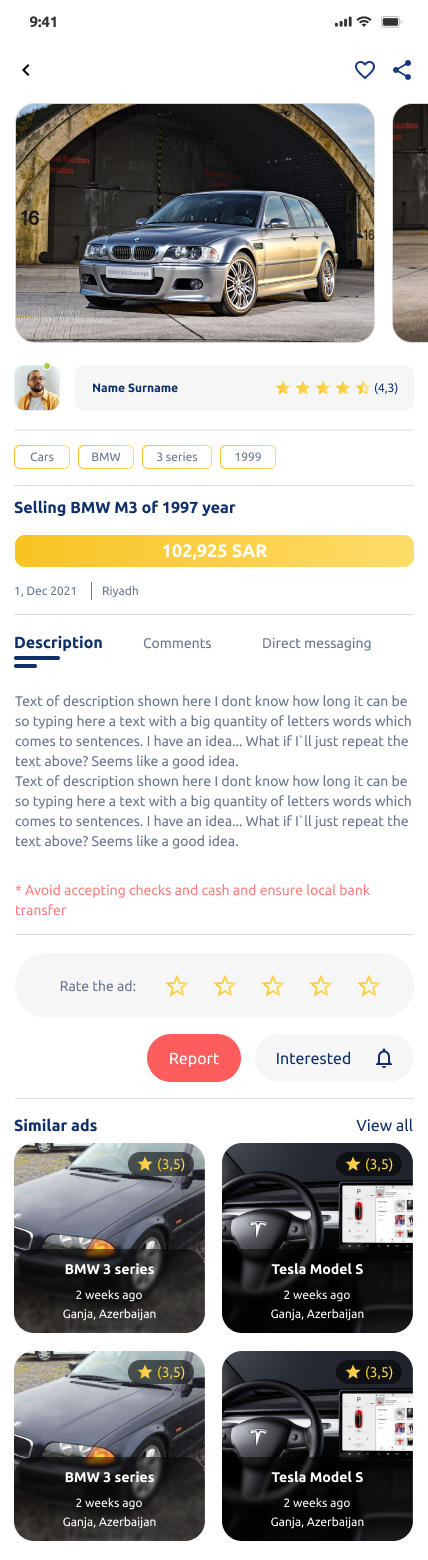 9:41
16
16
BMW M3 Concept
Name Surname
(4,3)
Cars
BMW
3 series
1999
Selling BMW M3 of 1997 year
102,925 SAR
1, Dec 2021
Riyadh
Description
Comments
Direct messaging
Text of description shown here I dont know how long it can be
so typing here a text with a big quantity of letters words which
comes to sentences. I have an idea... What if I`ll just repeat the
text above? Seems like a good idea.
Text of description shown here I dont know how long it can be
so typing here a text with a big quantity of letters words which
comes to sentences. I have an idea... What if I`ll just repeat the
text above? Seems like a good idea.
* Avoid accepting checks and cash and ensure local bank
transfer
Rate the ad:
Report
Interested
Similar ads
View all
(3,5)
BMW 3 series
2 weeks ago
Ganja, Azerbaijan
(3,5)
Tesla Model S
2 weeks ago
Ganja, Azerbaijan
(3,5)
BMW 3 series
2 weeks ago
Ganja, Azerbaijan
(3,5)
Tesla Model S
2 weeks ago
Ganja, Azerbaijan